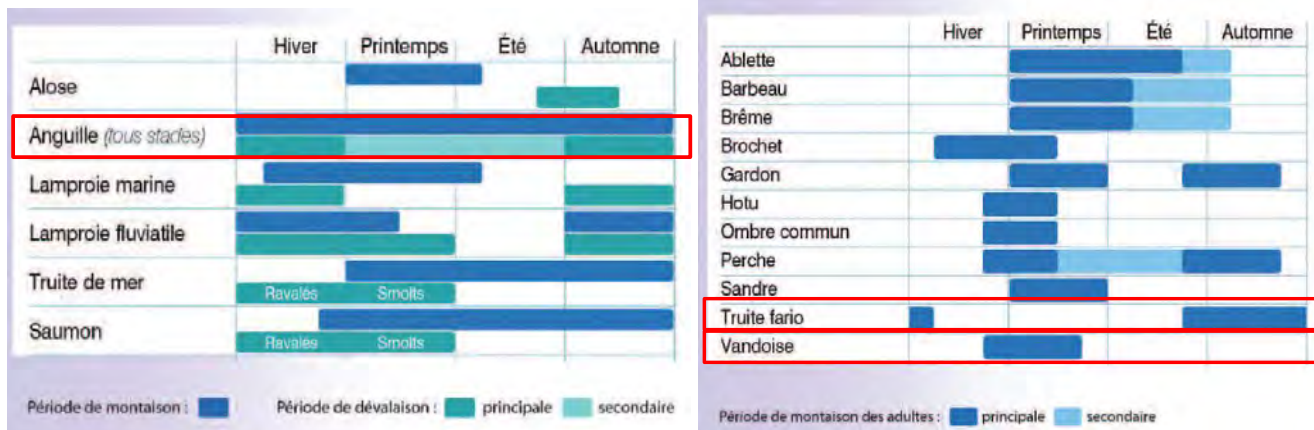 Hiver Printemps Été Automne
Alose
Anguille (tous stades)
Lamproie marine
Lamproie fluviatile
Truite de mer
Ravalés Smolts
Saumon
Ravalés Smolts
Période de montaison : Période de dévalaison : principale secondaire
Hiver Printemps Été Automne
Ablette
Barbeau
Brême
Brochet
Gardon
Hotu
Ombre commun
Perche
Sandre
Truite fario
Vandoise
Période de montaison des adultes : principale secondaire